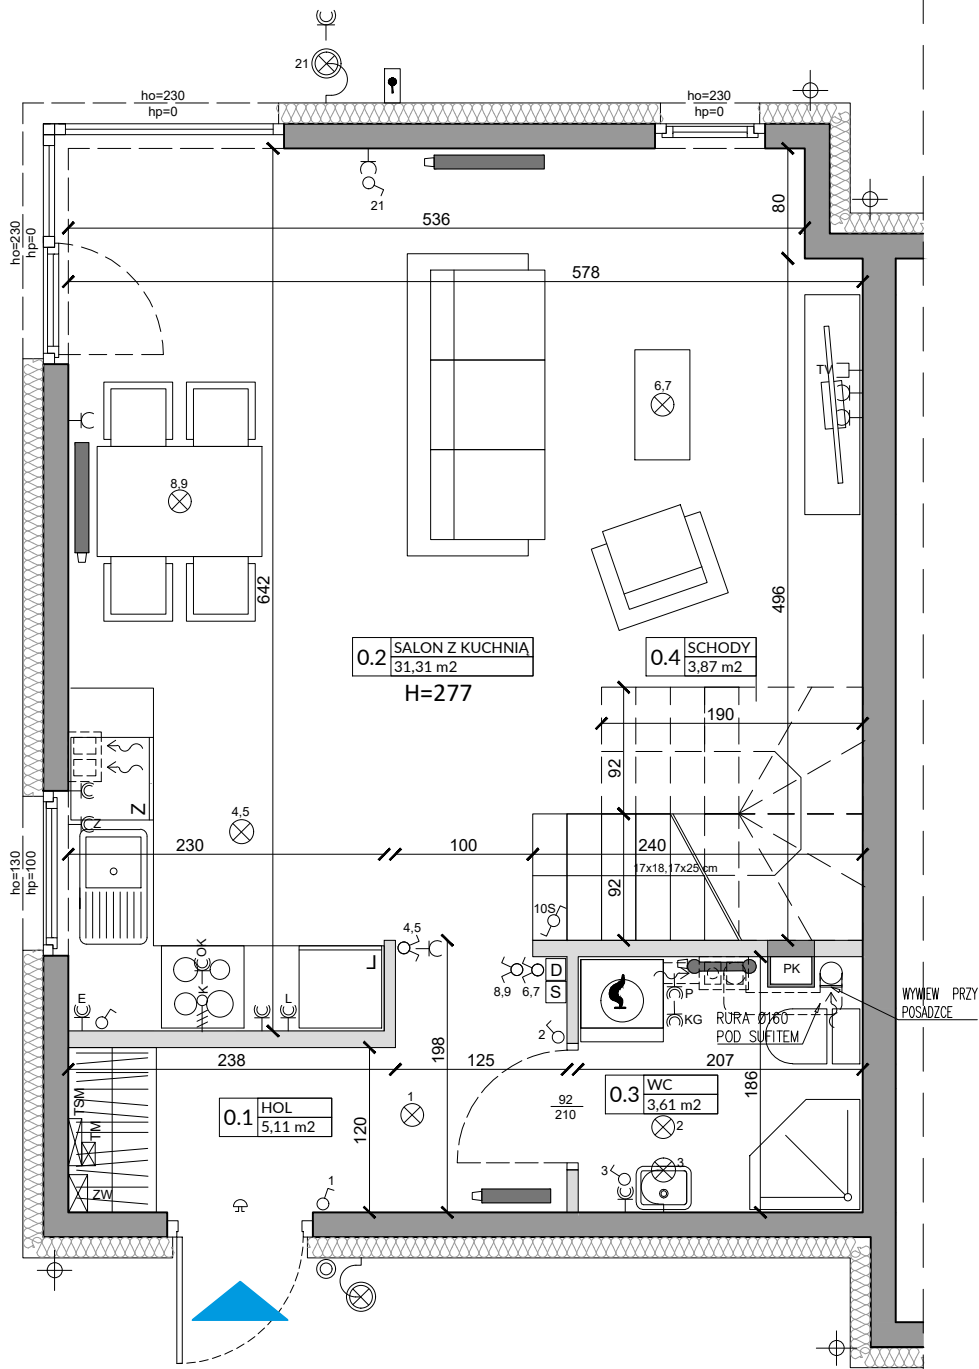 21
ho=230
hp=0
ho=230
hp=0
21
80
536
ho=230
hp=0
578
TV
6,7
8,9
642
496
0.2 SALON Z KUCHNIĄ
31,31 m2
H=277
0.4 SCHODY
3,87 m2
190
92
Z
4,5
Z
230
100
240
17x18,17x25 cm
ho=130
hp=100
92
10S
4,5
OK
K
L
E
L
8,9
6,7
D
S
P
KG
PK
2
RURA Ø160
POD SUFITEM
WYWIEW PRZY
POSADZCE
238
198
125
207
186
TSM
TM
ZW
0.1 HOL
5,11 m2
120
1
92
210
0.3 WC
3,61 m2
2
3
3
1